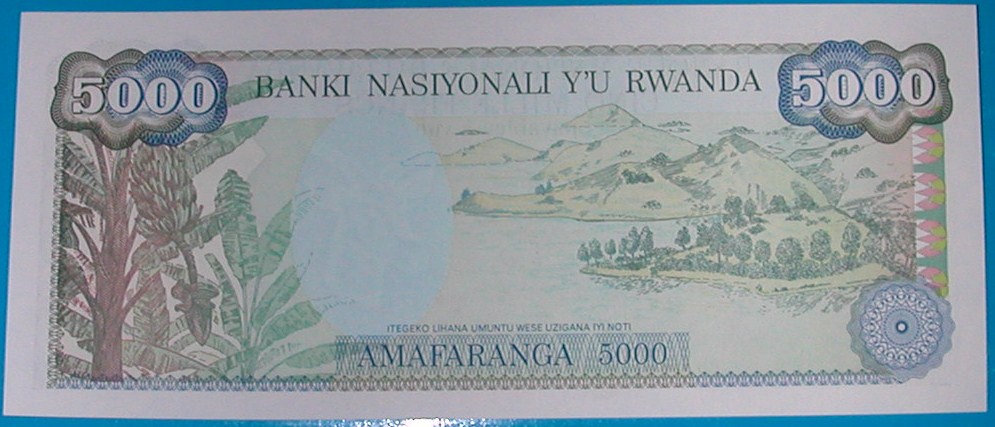 5000 BANKI NASIYONALI Y'U RWANDA 5000
ITEGEKO LIHANA UMUNTU WESE UZIGANA IYI NOTI
AMAFARANGA 5000